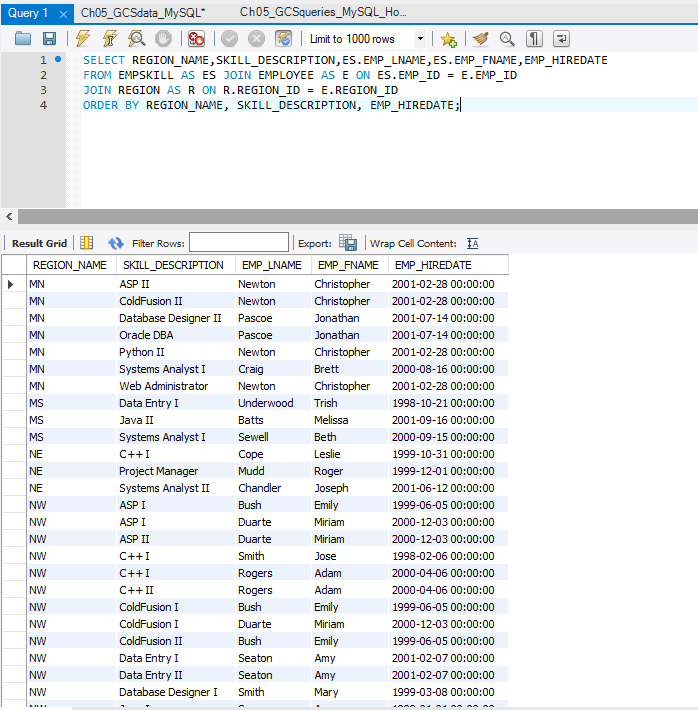 Query 1 Ch05_GCSdata_MySQL* Ch05_GCSqueries_MySQL_Ho...
Limit to 1000 rows
1 SELECT REGION_NAME,SKILL_DESCRIPTION,ES.EMP_LNAME,ES.EMP_FNAME,EMP_HIREDATE
2 FROM EMPSKILL AS ES JOIN EMPLOYEE AS E ON ES.EMP_ID = E.EMP_ID
3 JOIN REGION AS R ON R.REGION_ID = E.REGION_ID
4 ORDER BY REGION_NAME, SKILL_DESCRIPTION, EMP_HIREDATE;
Result Grid Filter Rows: Export: Wrap Cell Content:
REGION_NAME SKILL_DESCRIPTION EMP_LNAME EMP_FNAME EMP_HIREDATE
MN ASP II Newton Christopher 2001-02-28 00:00:00
MN ColdFusion II Newton Christopher 2001-02-28 00:00:00
MN Database Designer II Pascoe Jonathan 2001-07-14 00:00:00
MN Oracle DBA Pascoe Jonathan 2001-07-14 00:00:00
MN Python II Newton Christopher 2001-02-28 00:00:00
MN Systems Analyst I Craig Brett 2000-08-16 00:00:00
MN Web Administrator Newton Christopher 2001-02-28 00:00:00
MS Data Entry I Underwood Trish 1998-10-21 00:00:00
MS Java II Batts Melissa 2001-09-16 00:00:00
MS Systems Analyst I Sewell Beth 2000-09-15 00:00:00
NE C++ I Cope Leslie 1999-10-31 00:00:00
NE Project Manager Mudd Roger 1999-12-01 00:00:00
NE Systems Analyst II Chandler Joseph 2001-06-12 00:00:00
NW ASP I Bush Emily 1999-06-05 00:00:00
NW ASP I Duarte Miriam 2000-12-03 00:00:00
NW ASP II Duarte Miriam 2000-12-03 00:00:00
NW C++ I Smith Jose 1998-02-06 00:00:00
NW C++ I Rogers Adam 2000-04-06 00:00:00
NW C++ II Rogers Adam 2000-04-06 00:00:00
NW ColdFusion I Bush Emily 1999-06-05 00:00:00
NW ColdFusion I Duarte Miriam 2000-12-03 00:00:00
NW ColdFusion II Bush Emily 1999-06-05 00:00:00
NW Data Entry I Seaton Amy 2001-02-07 00:00:00
NW Data Entry II Seaton Amy 2001-02-07 00:00:00
NW Database Designer I Smith Mary 1999-03-08 00:00:00